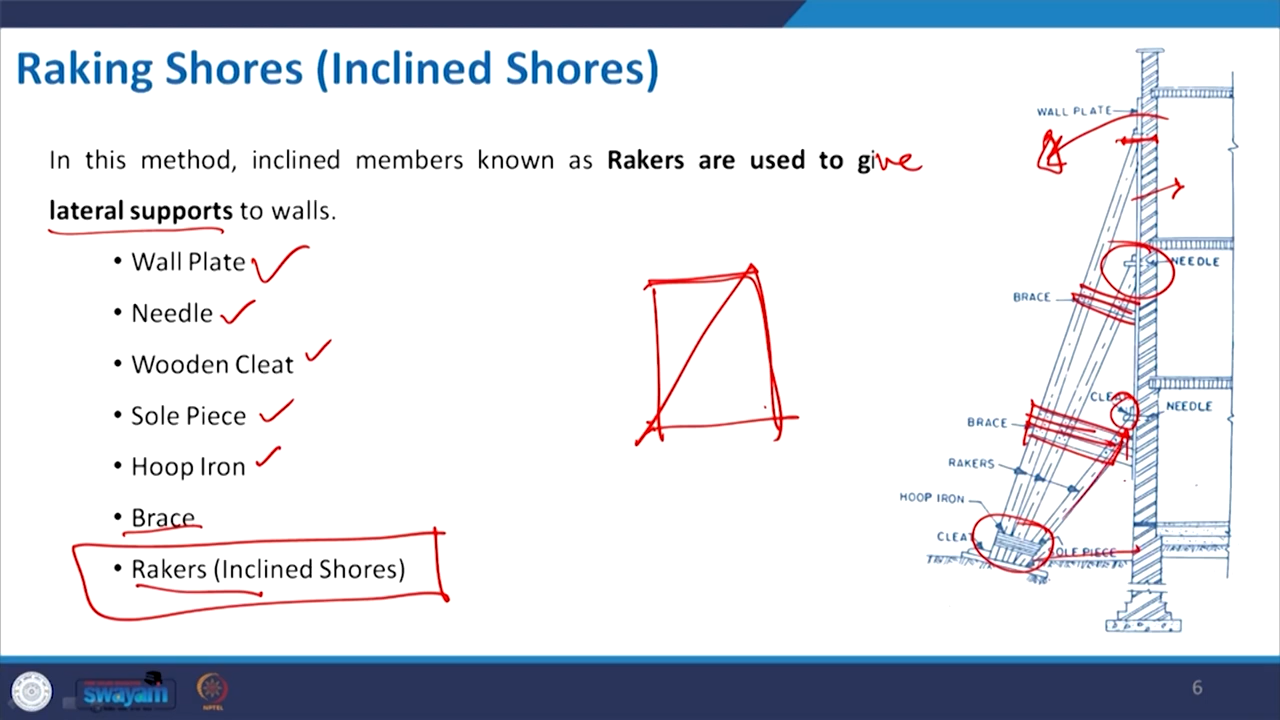 Raking Shores (Inclined Shores)
In this method, inclined members known as Rakers are used to give
lateral supports to walls.
• Wall Plate
• Needle
• Wooden Cleat
• Sole Piece
• Hoop Iron
• Brace
• Rakers (Inclined Shores)
WALL PLATE
NEEDLE
BRACE
CLEAT
NEEDLE
BRACE
RAKERS
HOOP IRON
CLEAT
SOLE PIECE
swayam
NPTEL
6